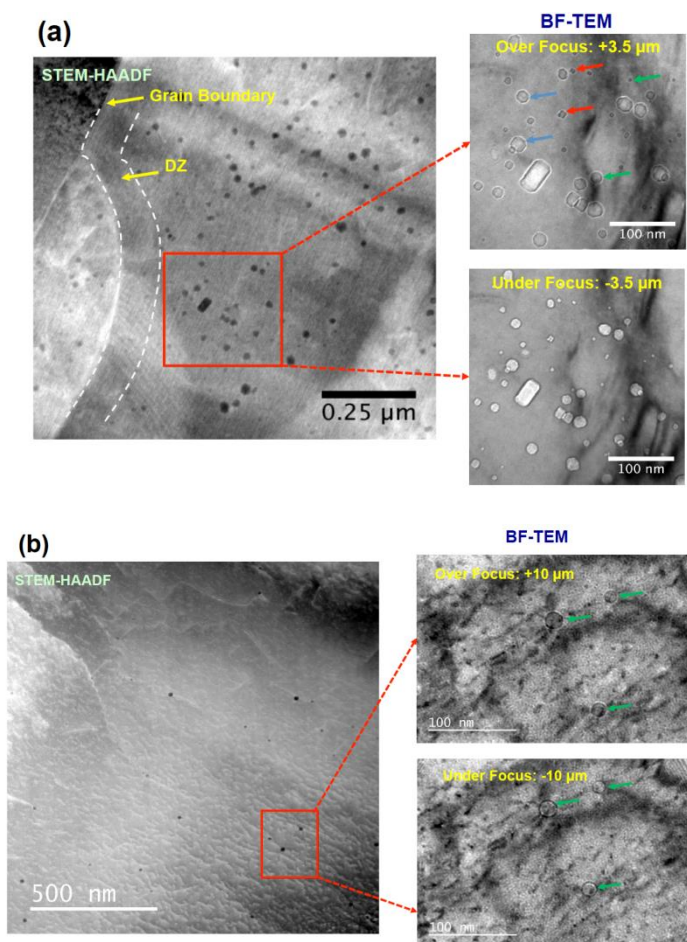 (a)
BF-TEM
STEM-HAADF
Grain Boundary
DZ
0.25 µm
Over Focus: +3.5 µm
100 nm
Under Focus: -3.5 µm
100 nm
(b)
BF-TEM
STEM-HAADF
500 nm
Over Focus: +10 µm
100 nm
Under Focus: -10 µm
100 nm